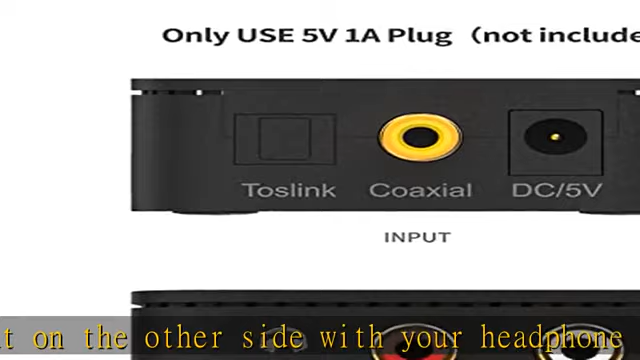 Only USE 5V 1A Plug (not include
Toslink Coaxial DC/5V
INPUT
on the other side with your headphone